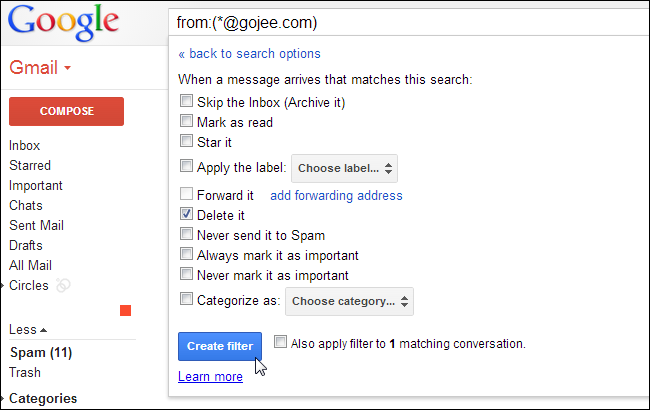 Google
from:(*@gojee.com)
« back to search options
Gmail
When a message arrives that matches this search:
Skip the Inbox (Archive it)
COMPOSE
Mark as read
Star it
Inbox
Starred
Apply the label: Choose label...
Important
Forward it add forwarding address
Chats
Delete it
Sent Mail
Never send it to Spam
Drafts
Always mark it as important
All Mail
Never mark it as important
Circles
Categorize as: Choose category...
Less
Create filter Also apply filter to 1 matching conversation.
Spam (11)
Trash
Learn more
Categories